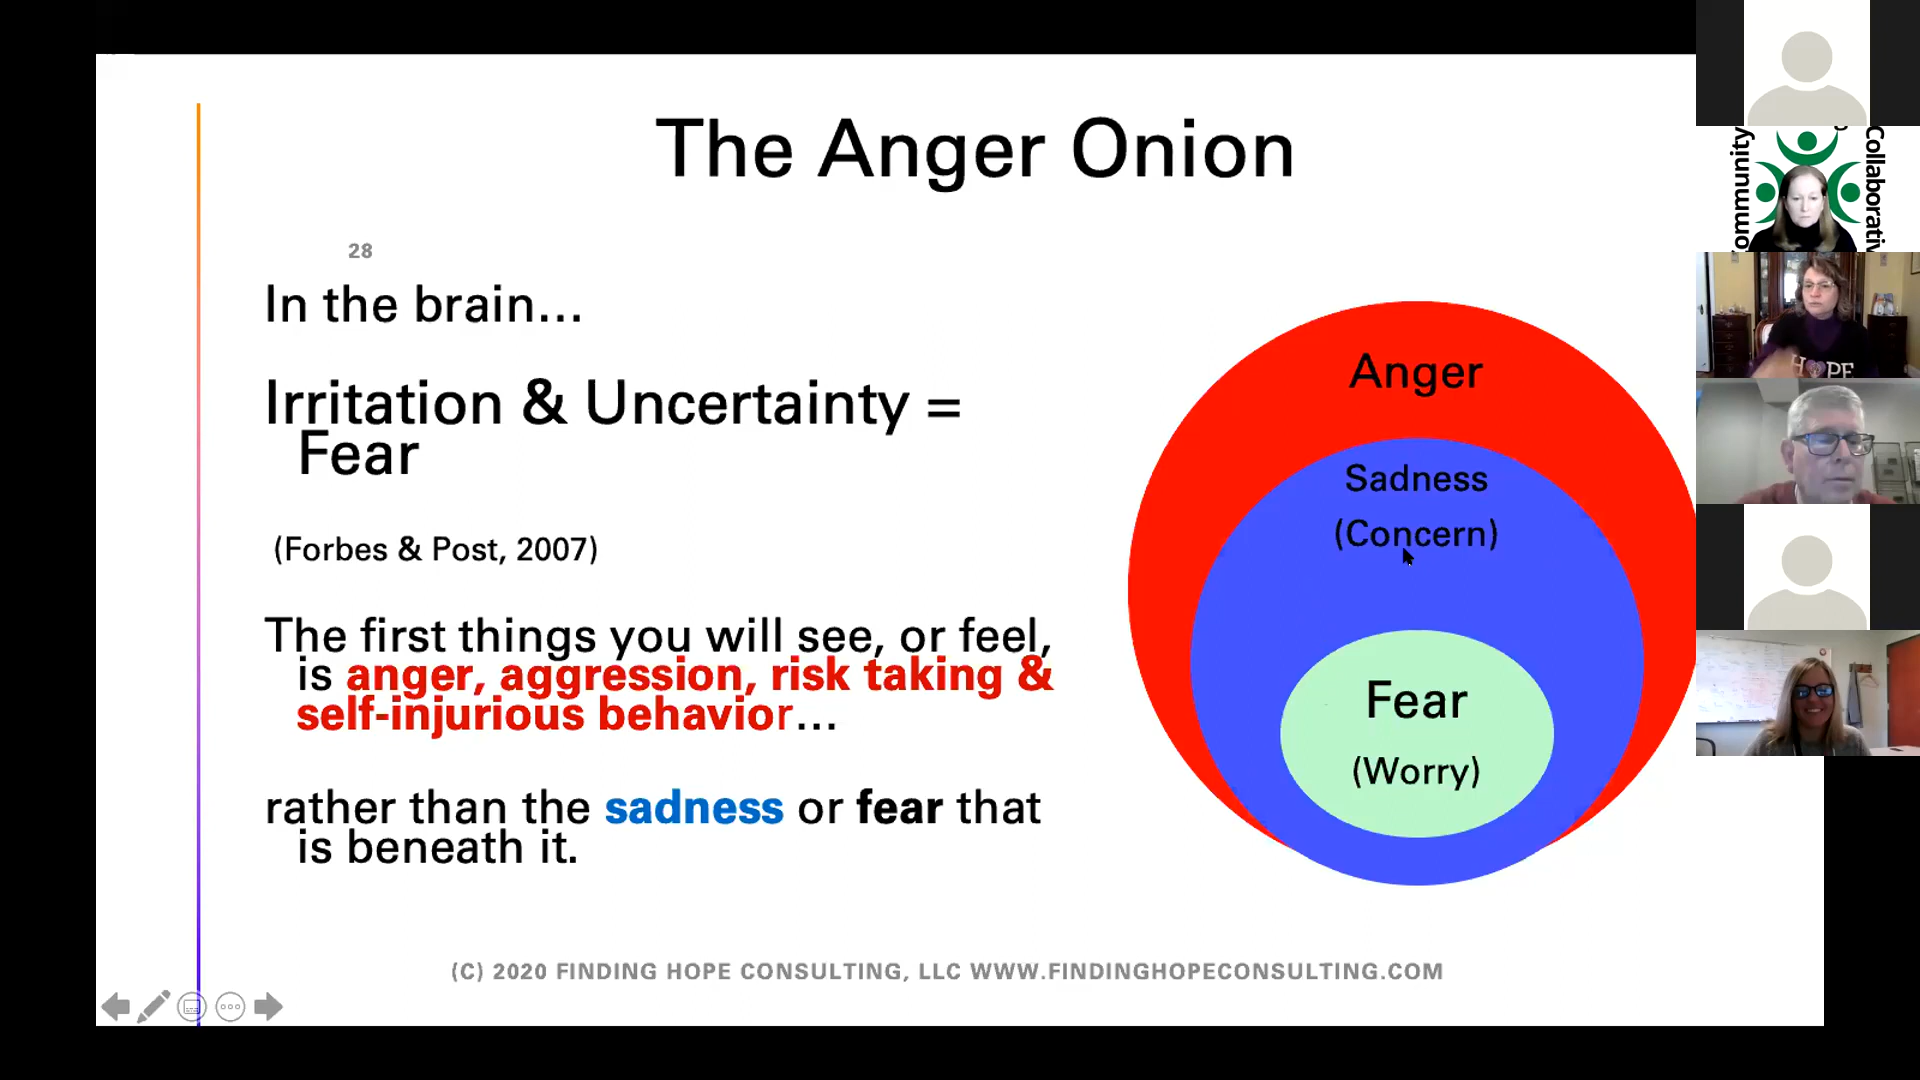 The Anger Onion
28
In the brain...
Irritation & Uncertainty =
Fear
(Forbes & Post, 2007)
The first things you will see, or feel,
is anger, aggression, risk taking &
self-injurious behavior...
rather than the sadness or fear that
is beneath it.
Anger
Sadness
(Concern)
Fear
(Worry)
(C) 2020 FINDING HOPE CONSULTING, LLC WWW.FINDINGHOPECONSULTING.COM
HOPE